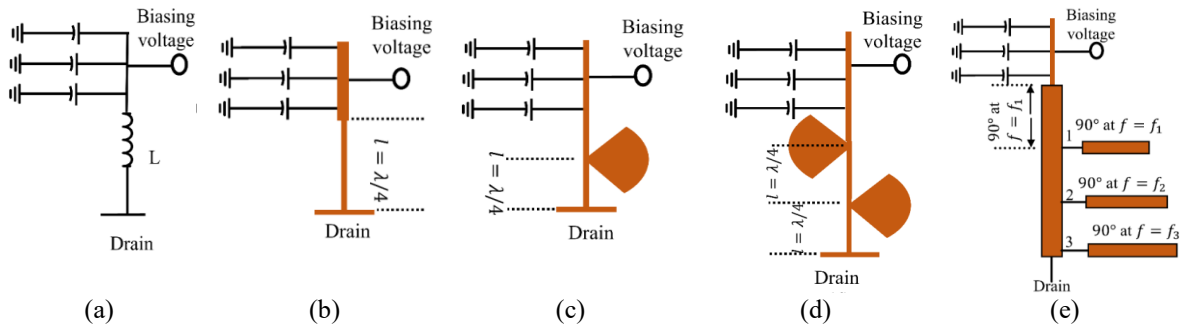 Biasing
voltage
L
Drain
(a)
Biasing
voltage
l = λ/4
Drain
(b)
Biasing
voltage
l = λ/4
Drain
(c)
Biasing
voltage
l = λ/4
l = λ/4
Drain
(d)
Biasing
voltage
90° at
f = f₁
1
90° at f = f₁
2
90° at f = f₂
3
90° at f = f₃
Drain
(e)